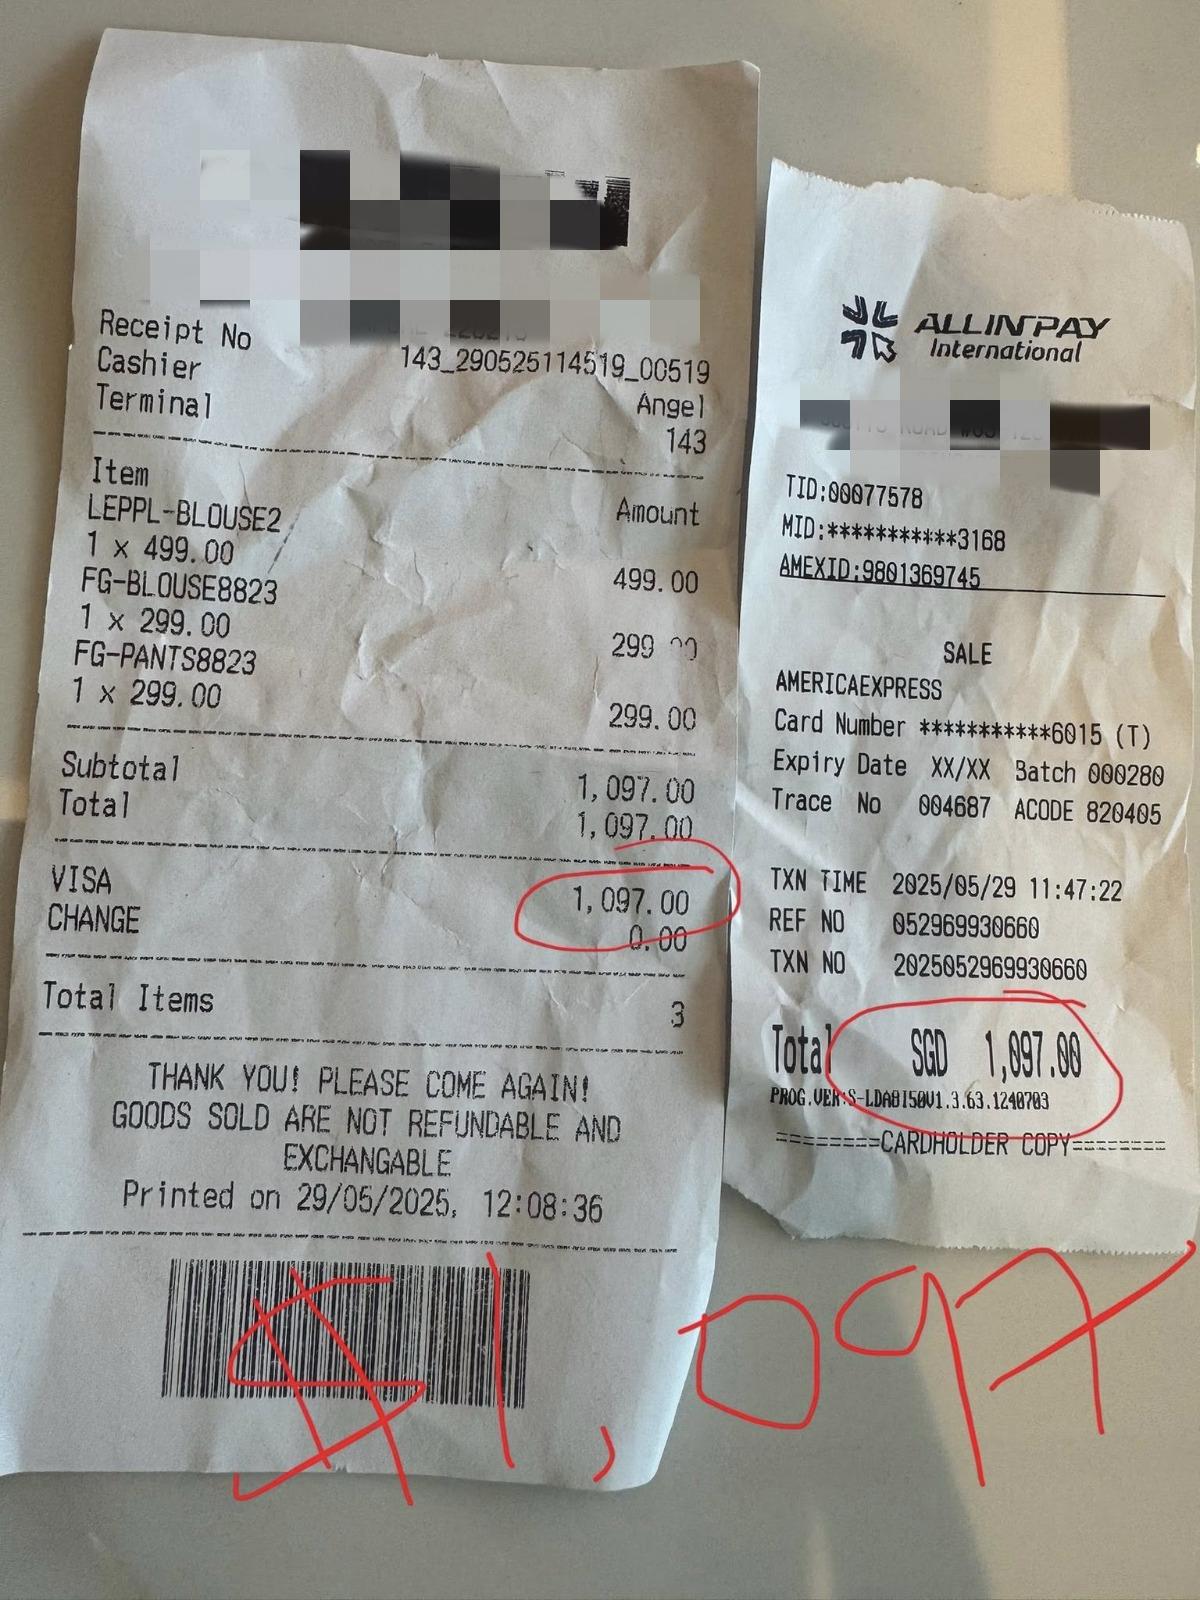 Receipt No
143_290525114519_00519
Cashier Angel
Terminal 143
Item Amount
LEPPL-BLOUSE2
1 x 499.00 499.00
FG-BLOUSE8823
1 x 299.00 299
FG-PANTS8823
1 x 299.00 299.00
Subtotal 1,097.00
Total 1,097.00
VISA 1,097.00
CHANGE 0.00
Total Items 3
THANK YOU! PLEASE COME AGAIN!
GOODS SOLD ARE NOT REFUNDABLE AND
EXCHANGABLE
Printed on 29/05/2025, 12:08:36
ALLINPAY
International
TID:00077578
MID:***********3168
AMEXID:9801369745
SALE
AMERICAEXPRESS
Card Number ***********6015 (T)
Expiry Date XX/XX Batch 000280
Trace No 004687 ACODE 820405
TXN TIME 2025/05/29 11:47:22
REF NO 052969930660
TXN NO 2025052969930660
Total SGD 1,097.00
PROG.VER:S-LDA8I50V1.3.63.1240703
========CARDHOLDER COPY========
$1,097